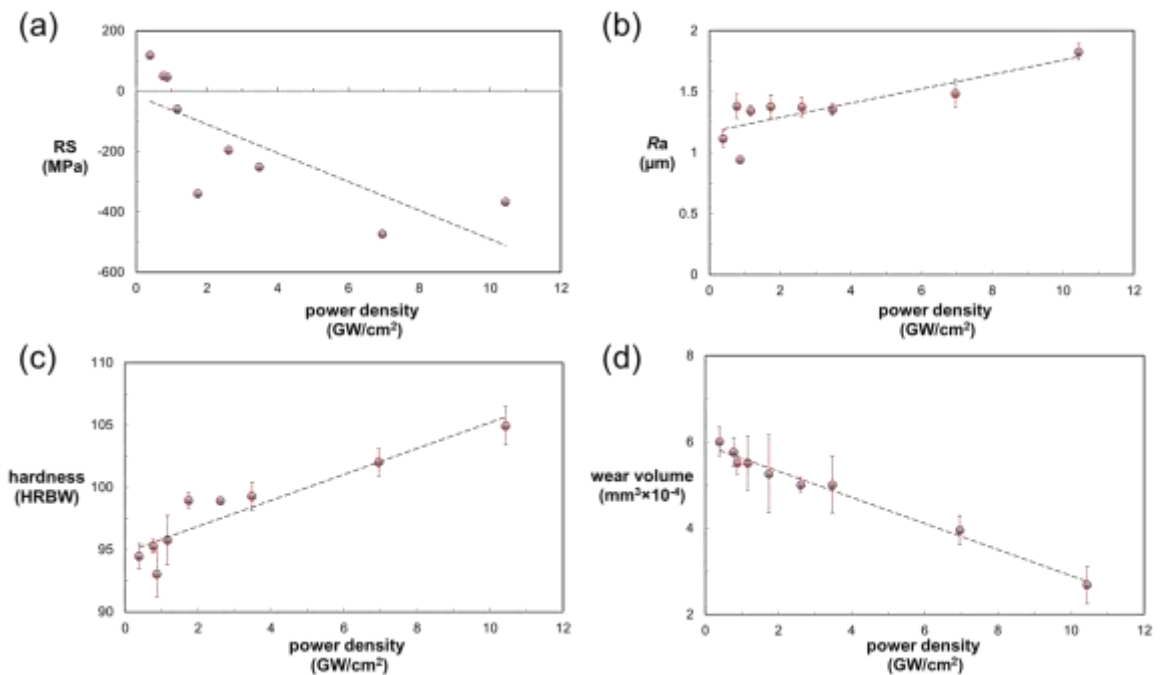 (a)
200
0
-200
-400
-600
RS
(MPa)
0 2 4 6 8 10 12
power density
(GW/cm²)
(b)
2
1.5
1
0.5
0
Ra
(µm)
0 2 4 6 8 10 12
power density
(GW/cm²)
(c)
110
105
100
95
90
hardness
(HRBW)
0 2 4 6 8 10 12
power density
(GW/cm²)
(d)
8
6
4
2
wear volume
(mm³×10⁻⁴)
0 2 4 6 8 10 12
power density
(GW/cm²)